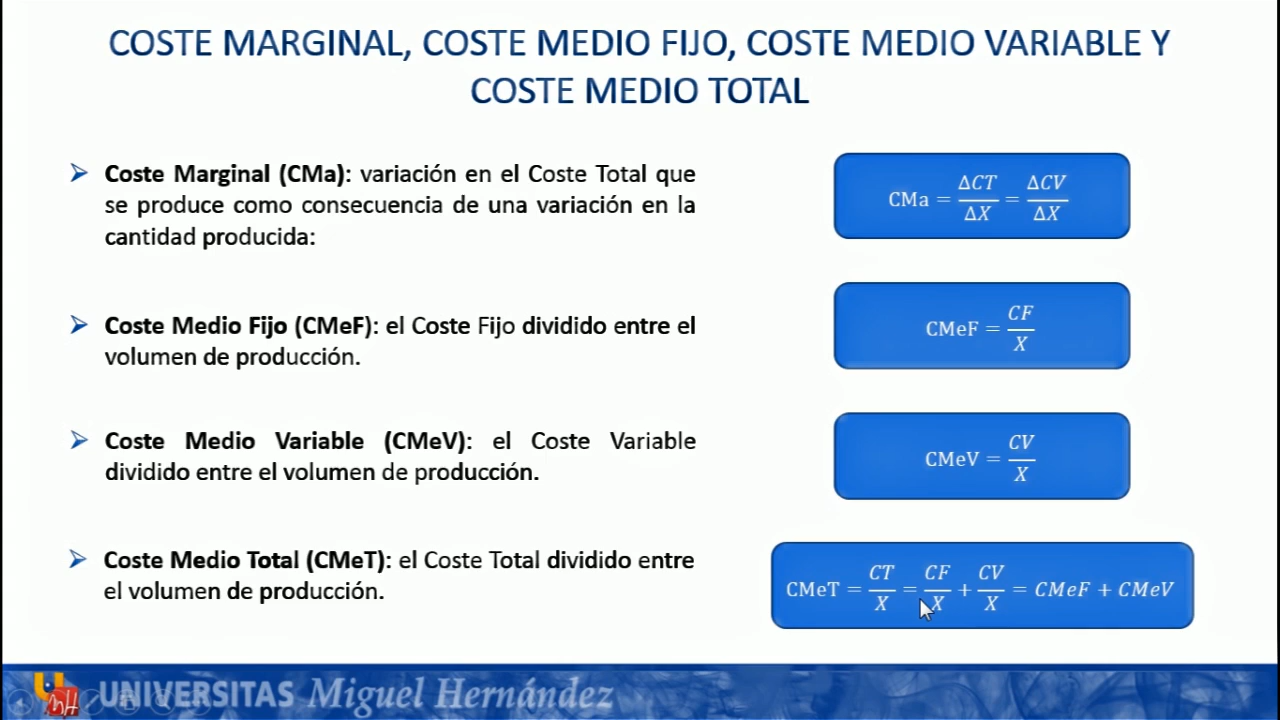 COSTE MARGINAL, COSTE MEDIO FIJO, COSTE MEDIO VARIABLE Y
COSTE MEDIO TOTAL
➢ Coste Marginal (CMa): variación en el Coste Total que
se produce como consecuencia de una variación en la
cantidad producida:
CMa = ΔCT/ΔX = ΔCV/ΔX
➢ Coste Medio Fijo (CMeF): el Coste Fijo dividido entre el
volumen de producción.
CMeF = CF/X
➢ Coste Medio Variable (CMeV): el Coste Variable
dividido entre el volumen de producción.
CMeV = CV/X
➢ Coste Medio Total (CMeT): el Coste Total dividido entre
el volumen de producción.
CMeT = CT/X = CF/X + CV/X = CMeF + CMeV
UNIVERSITAS Miguel Hernández